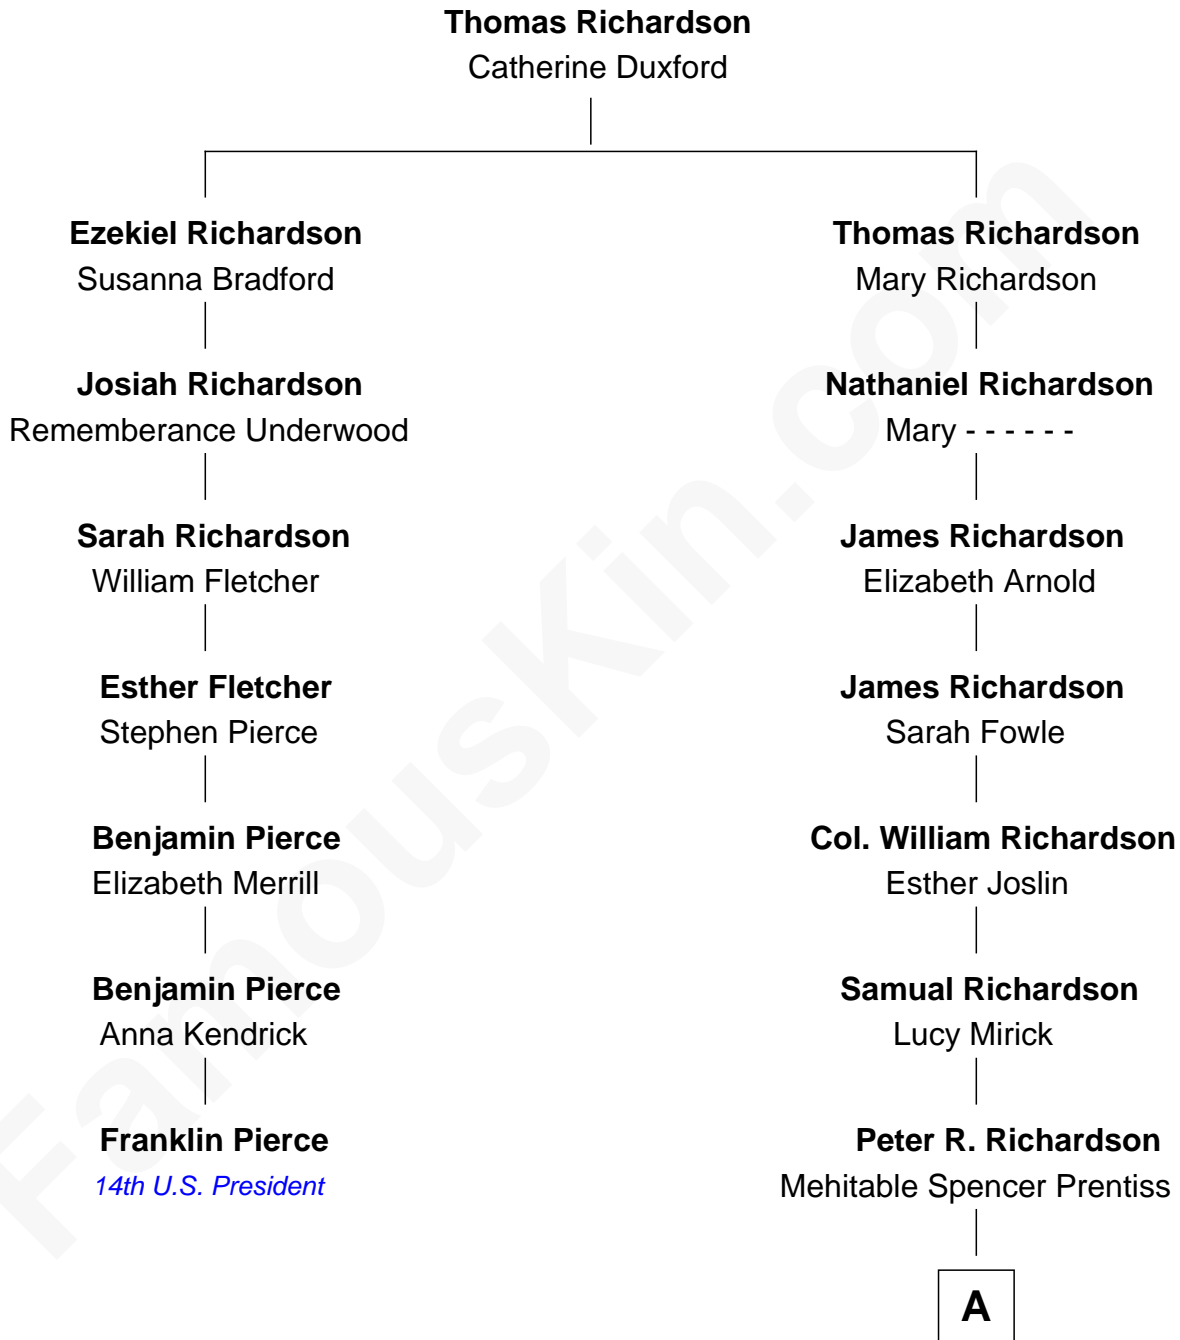 Thomas Richardson
Catherine Duxford
Ezekiel Richardson
Susanna Bradford
Thomas Richardson
Mary Richardson
Josiah Richardson
Rememberance Underwood
Nathaniel Richardson
Mary - - - - - -
Sarah Richardson
William Fletcher
James Richardson
Elizabeth Arnold
Esther Fletcher
Stephen Pierce
James Richardson
Sarah Fowle
Benjamin Pierce
Elizabeth Merrill
Col. William Richardson
Esther Joslin
Benjamin Pierce
Anna Kendrick
Samual Richardson
Lucy Mirick
Franklin Pierce
14th U.S. President
Peter R. Richardson
Mehitable Spencer Prentiss
A
FamousKin.com